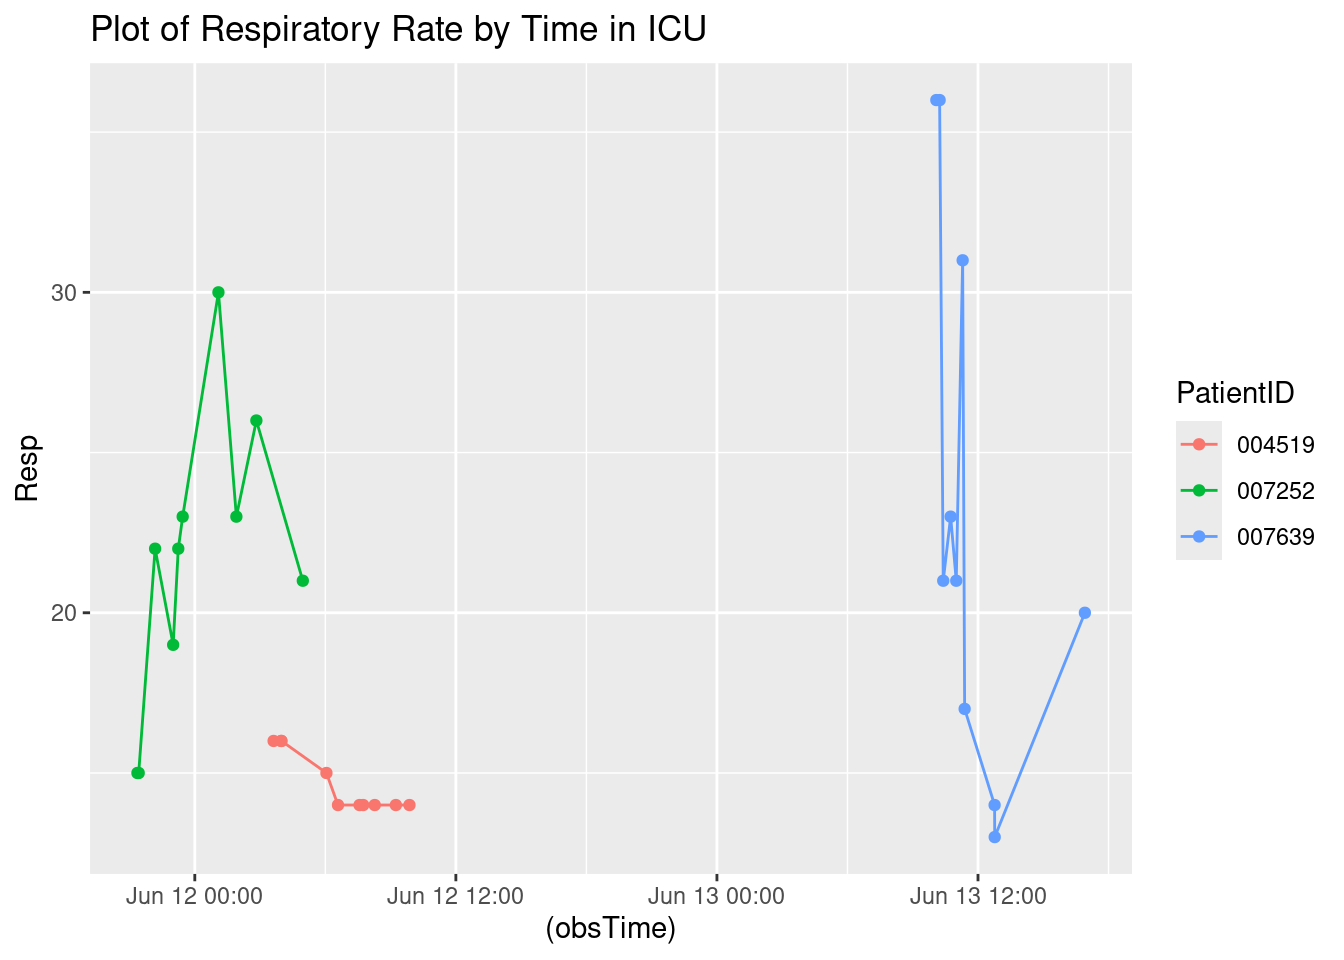 Plot of Respiratory Rate by Time in ICU
Resp
30
20
Jun 12 00:00
Jun 12 12:00
Jun 13 00:00
Jun 13 12:00
(obsTime)
PatientID
004519
007252
007639